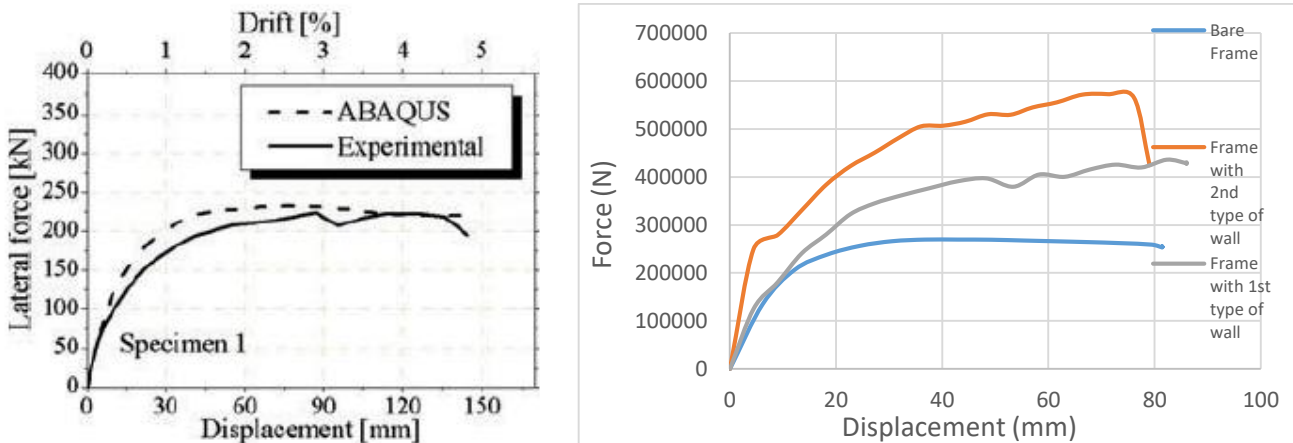 Drift [%]
0 1 2 3 4 5
400
350
300
250
200
150
100
50
0
Lateral force [kN]
ABAQUS
Experimental
Specimen 1
0 30 60 90 120 150
Displacement [mm]
700000
600000
500000
400000
300000
200000
100000
0
Force (N)
Bare
Frame
Frame
with 2nd
type of
wall
Frame
with 1st
type of
wall
0 20 40 60 80 100
Displacement (mm)